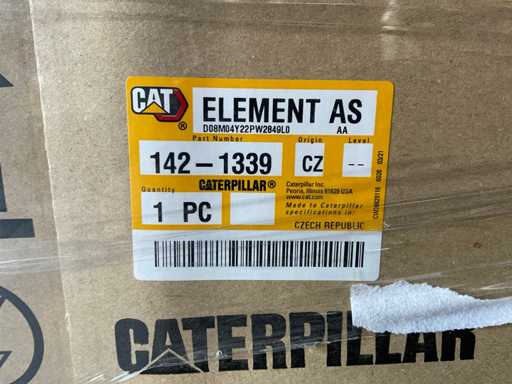 CAT ®
ELEMENT AS
D08M04Y22PW2849L0 AA
Part Number Origin Level
142-1339 CZ --
CATERPILLAR®
Quantity
1 PC
Caterpillar Inc.
Peoria, Illinois 61629 USA
www.cat.com
Made to Caterpillar
specifications in:
CZECH REPUBLIC
CATERPILLAR